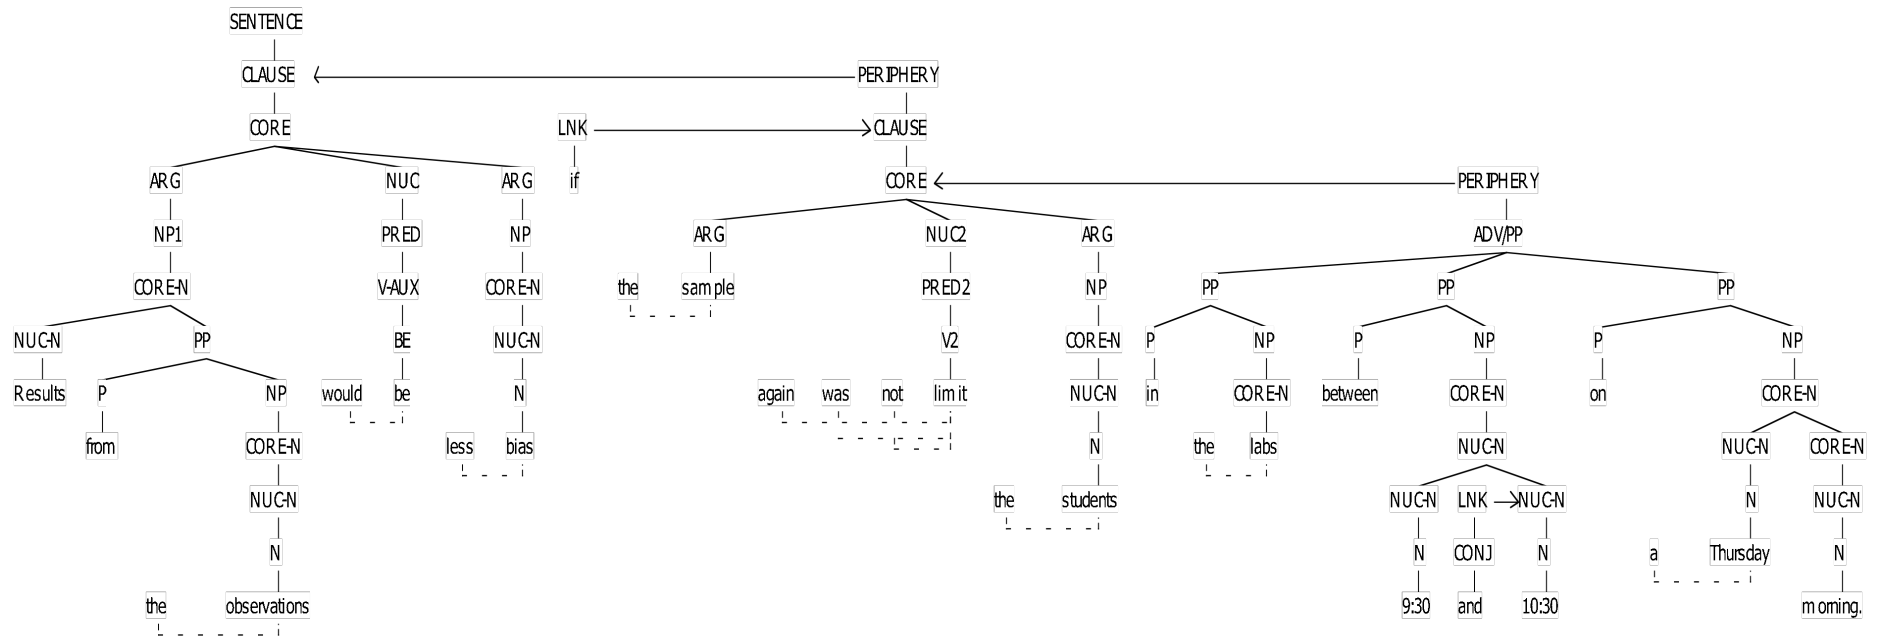 SENTENCE
CLAUSE PERIPHERY
CORE LNK CLAUSE
ARG NUC ARG if CORE PERIPHERY
NP1 PRED NP ARG NUC2 ARG ADV/PP
CORE-N V-AUX CORE-N the sample PRED2 NP PP PP PP
NUC-N PP BE NUC-N V2 CORE-N P NP P NP P NP
Results P NP would be N again was not limit NUC-N in CORE-N between CORE-N on CORE-N
from CORE-N less bias N the labs NUC-N NUC-N CORE-N
NUC-N the students NUC-N LNK NUC-N N NUC-N
N N CONJ N a Thursday N
the observations 9:30 and 10:30 morning.